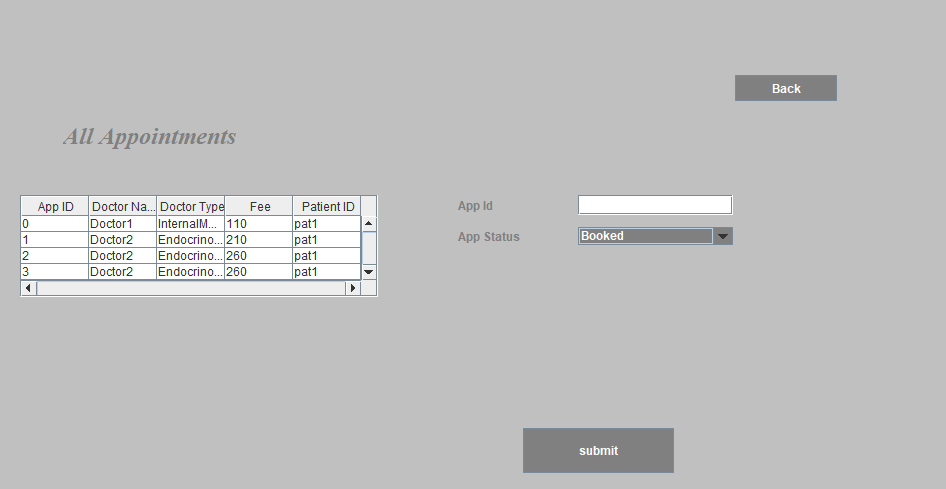 Back
All Appointments
App ID Doctor Na... Doctor Type Fee Patient ID
0 Doctor1 InternalM... 110 pat1
1 Doctor2 Endocrino... 210 pat1
2 Doctor2 Endocrino... 260 pat1
3 Doctor2 Endocrino... 260 pat1
App Id
App Status Booked
submit